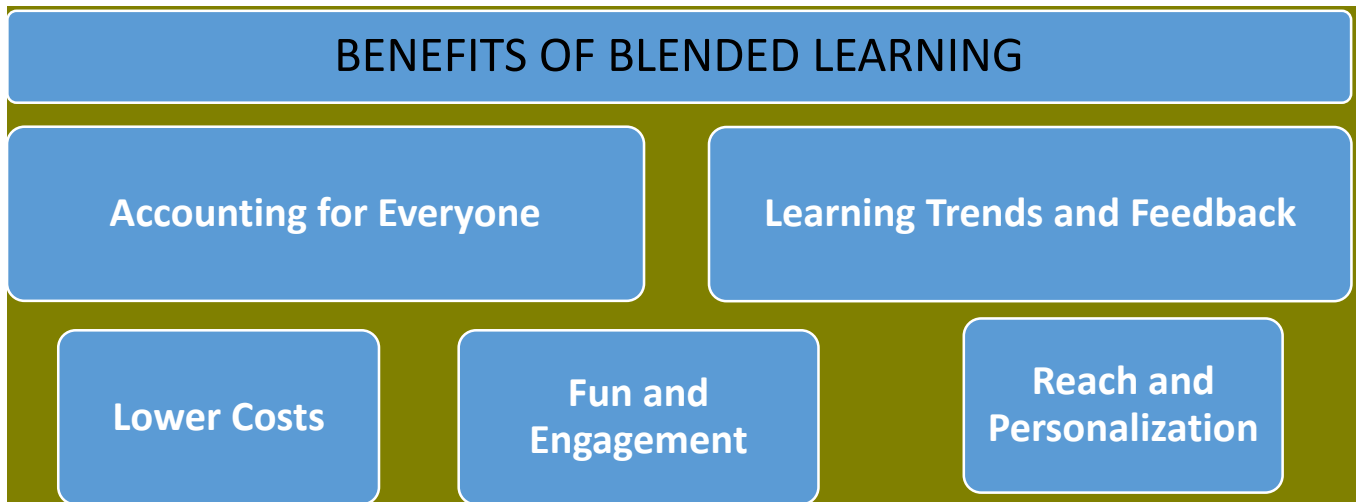 BENEFITS OF BLENDED LEARNING
Accounting for Everyone
Learning Trends and Feedback
Lower Costs
Fun and
Engagement
Reach and
Personalization